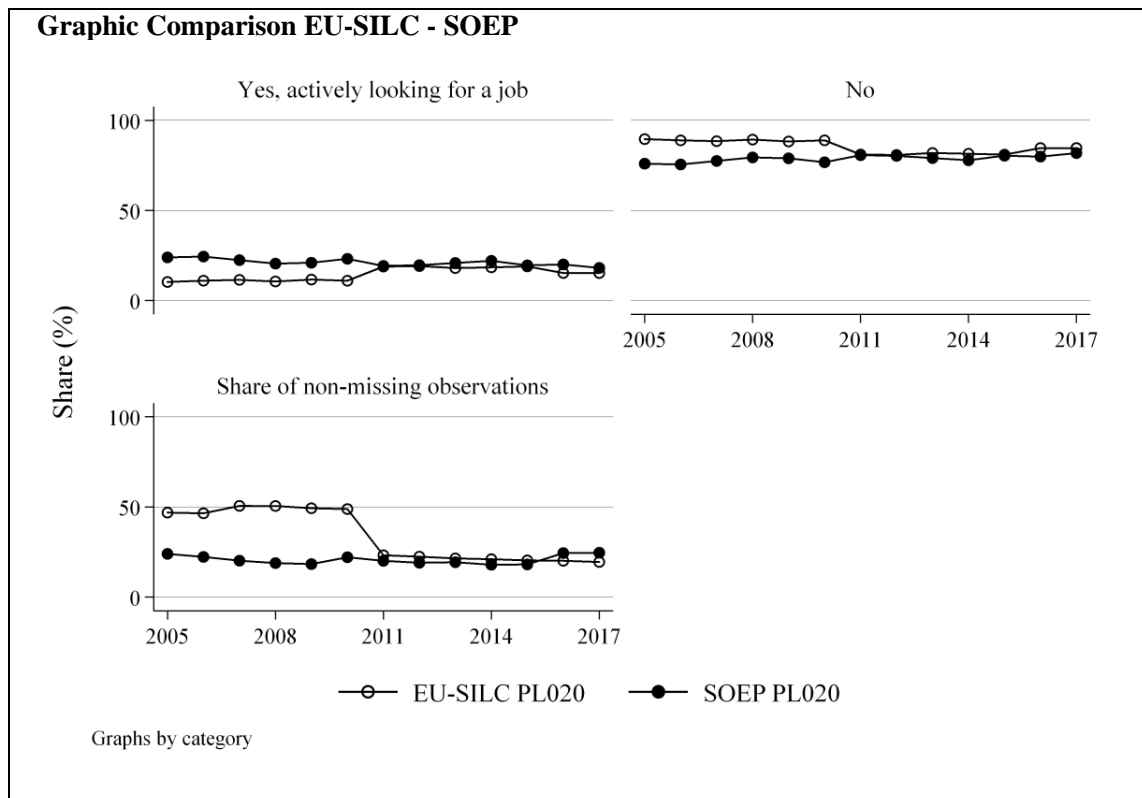 Graphic Comparison EU-SILC - SOEP
Yes, actively looking for a job
No
100
50
0
2005 2008 2011 2014 2017
Share (%)
Share of non-missing observations
100
50
0
2005 2008 2011 2014 2017
EU-SILC PL020 SOEP PL020
Graphs by category